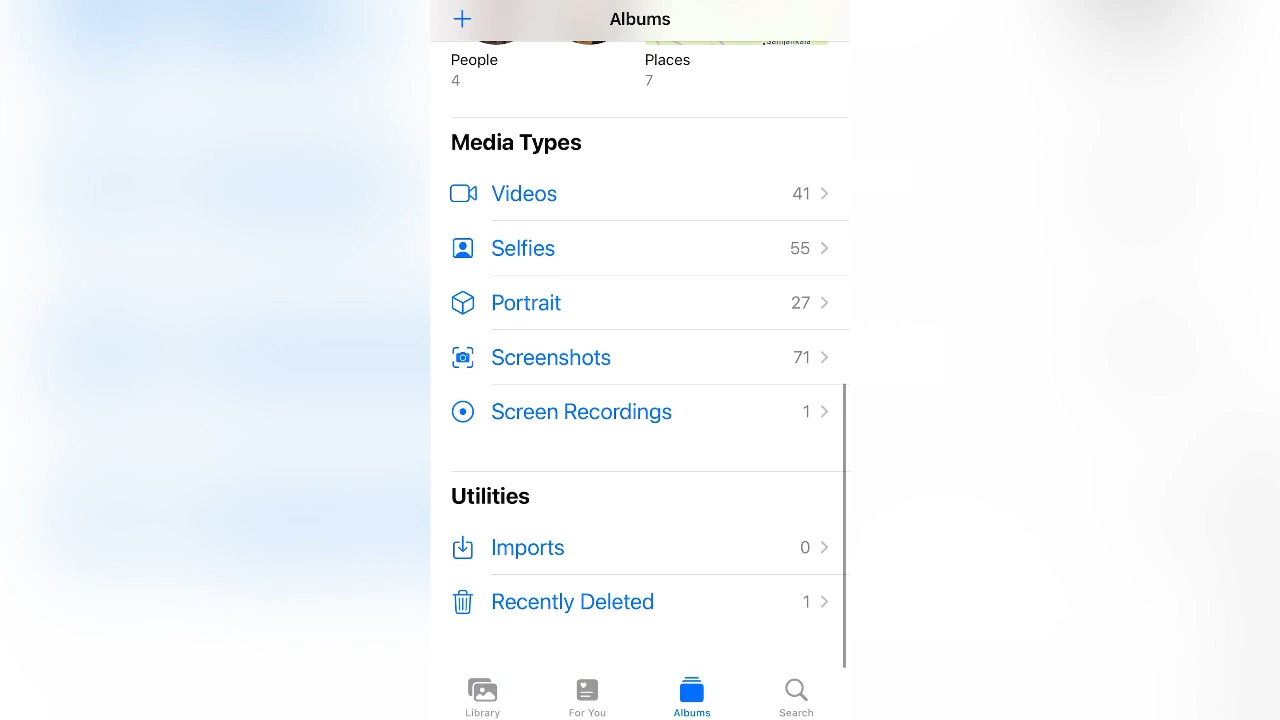 Albums
People
Places
4
7
Media Types
Videos 41
Selfies 55
Portrait 27
Screenshots 71
Screen Recordings 1
Utilities
Imports 0
Recently Deleted 1
Library
For You
Albums
Search